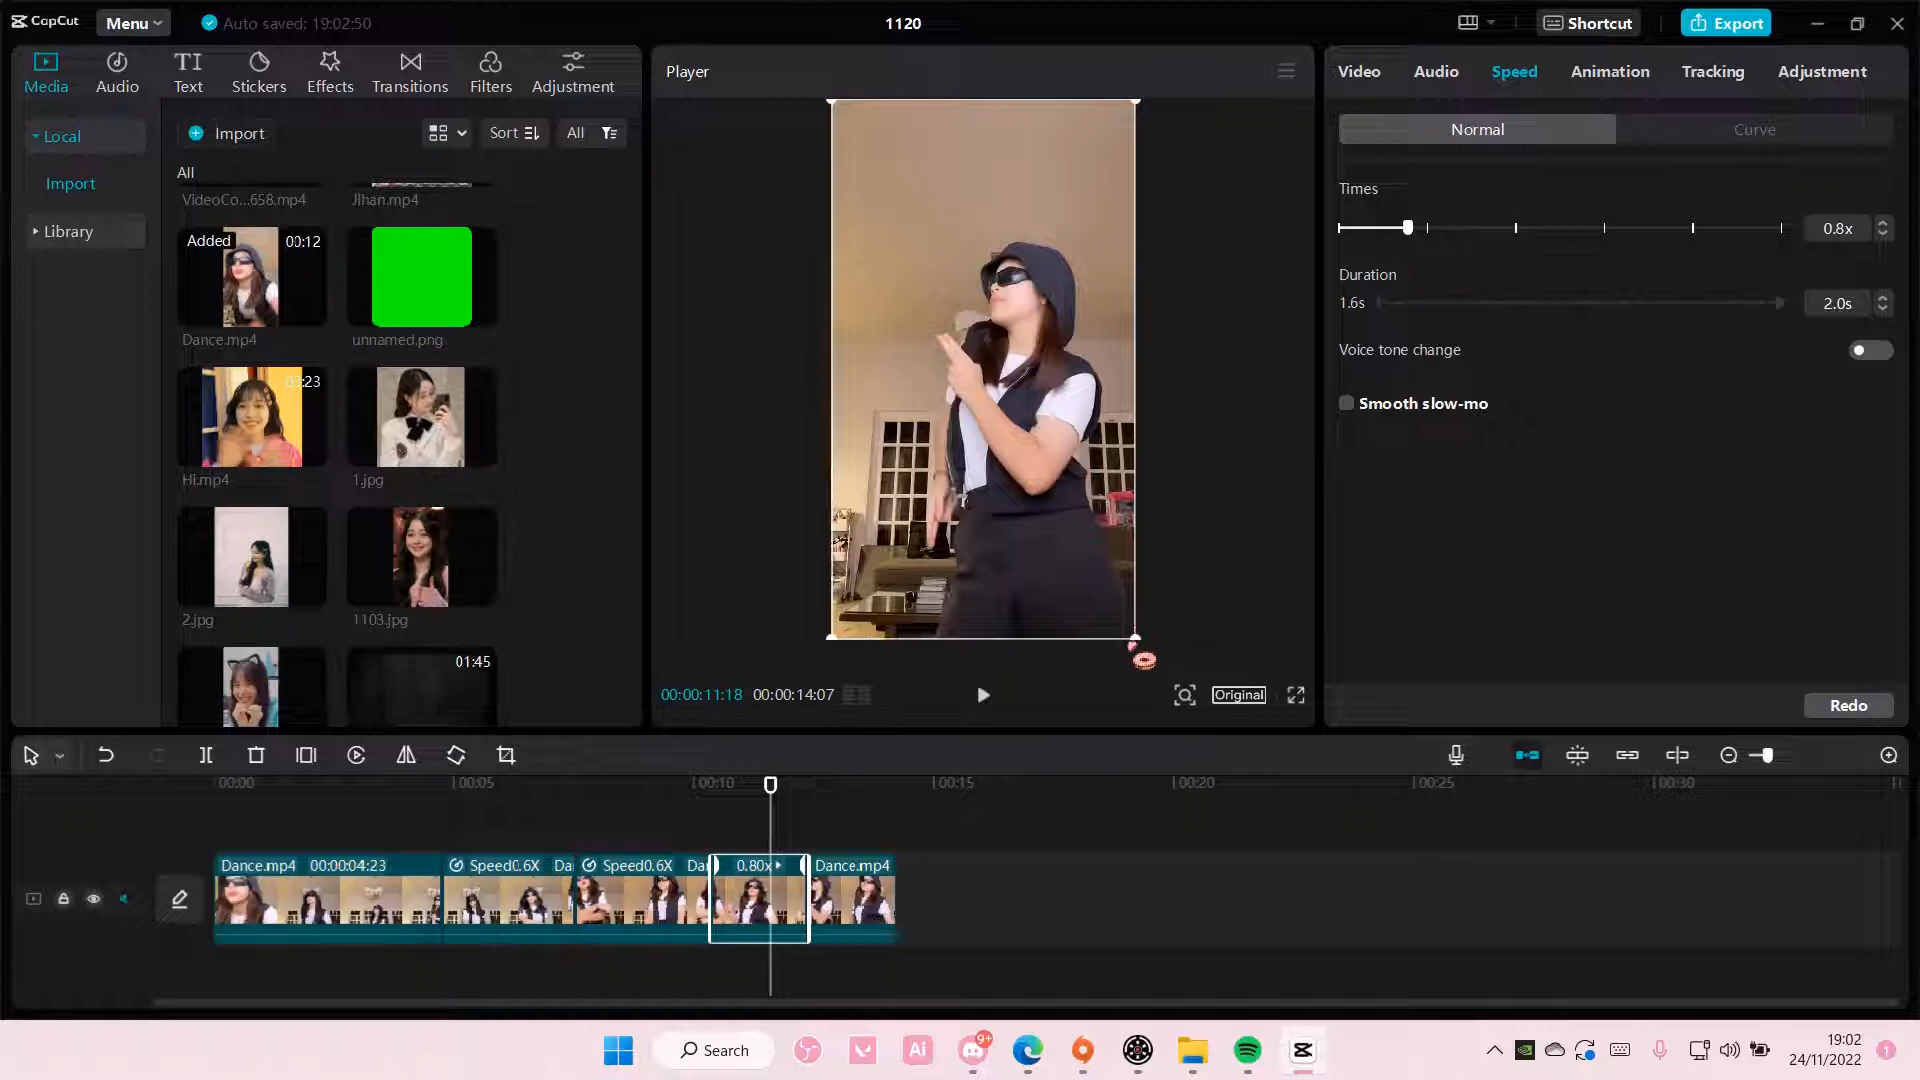 CapCut
Menu
Auto saved: 19:02:50
1120
Shortcut
Export
Media
Audio
Text
Stickers
Effects
Transitions
Filters
Adjustment
Local
Import
Library
Import
Sort
All
All
VideoCo...658.mp4
JIhan.mp4
Added
00:12
Dance.mp4
unnamed.png
00:23
Hi.mp4
1.jpg
2.jpg
1103.jpg
01:45
Player
00:00:11:18
00:00:14:07
Original
Video
Audio
Speed
Animation
Tracking
Adjustment
Normal
Curve
Times
0.8x
Duration
1.6s
2.0s
Voice tone change
Smooth slow-mo
Redo
00:00
00:05
00:10
00:15
00:20
00:25
00:30
Dance.mp4 00:00:04:23
Speed0.6X Da
Speed0.6X Da
0.80x
Dance.mp4
Search
Ai
9+
19:02
24/11/2022
1